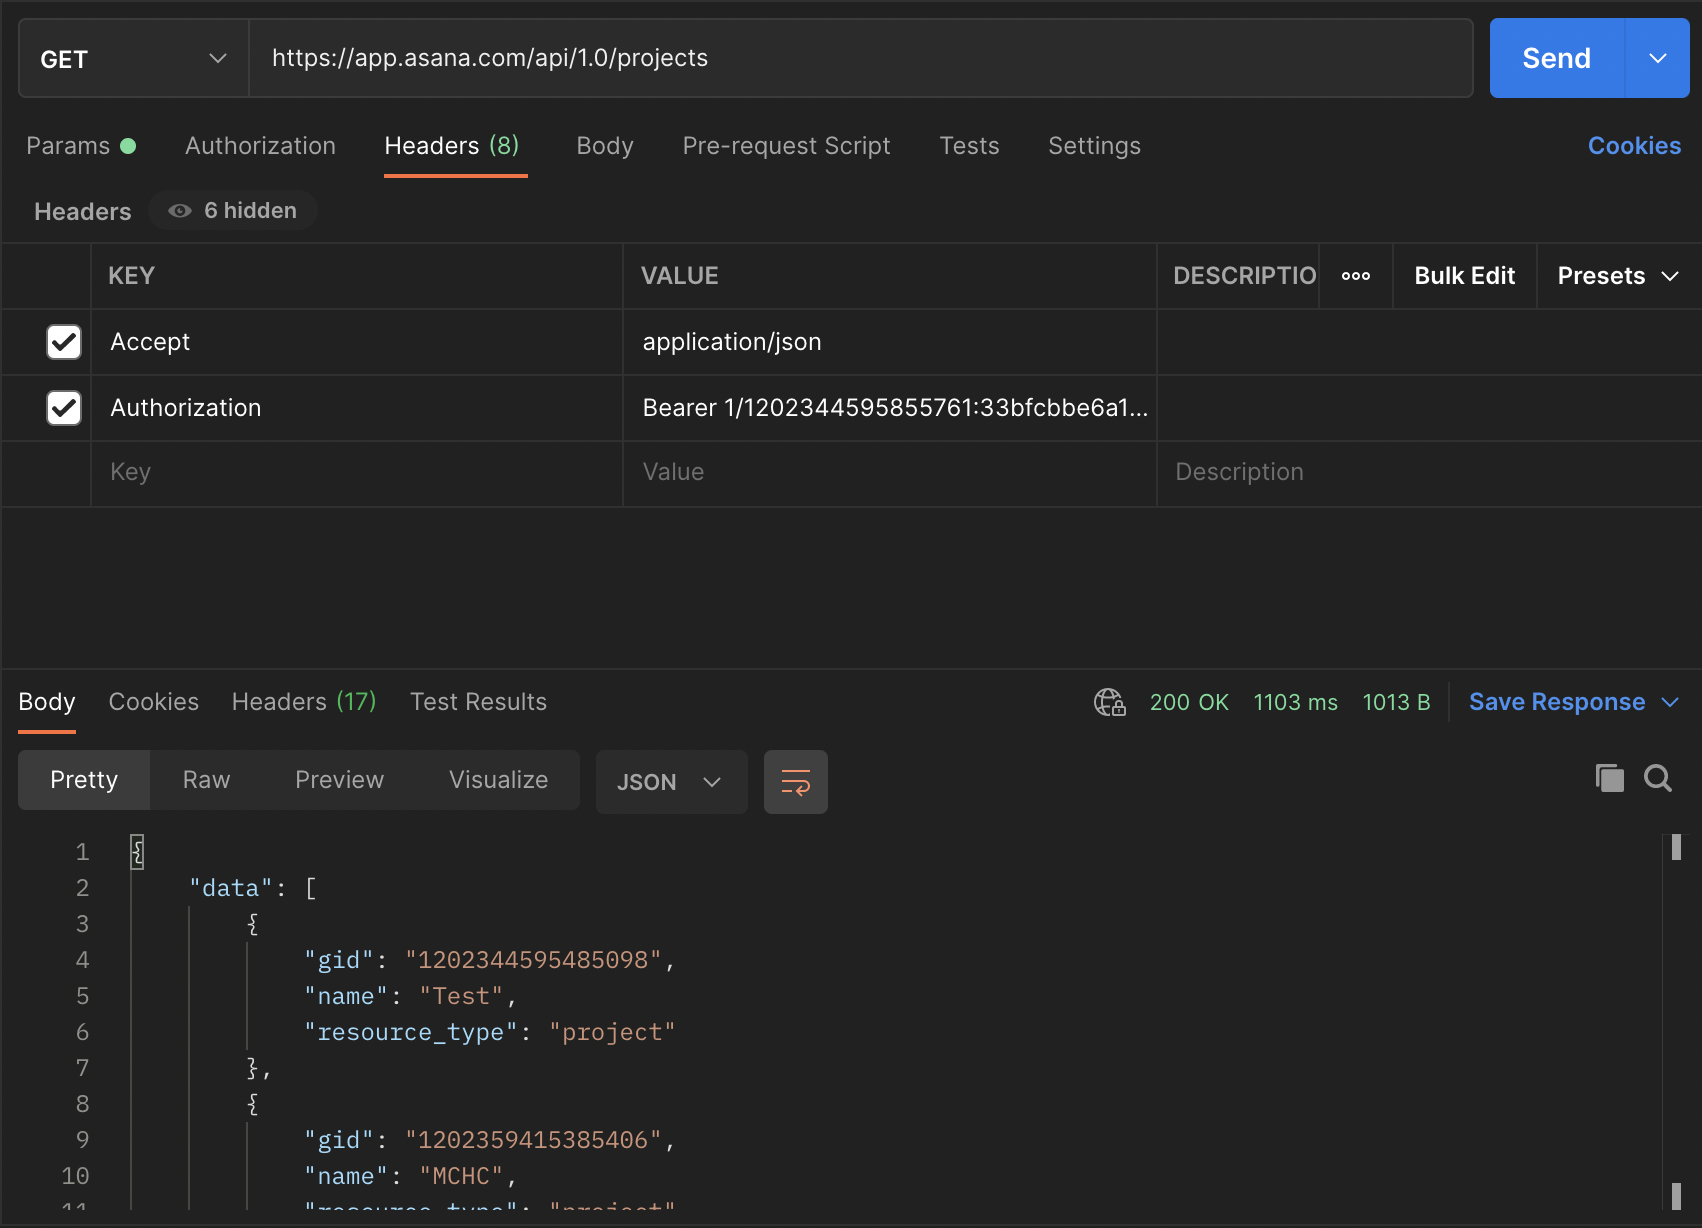 GET https://app.asana.com/api/1.0/projects Send
Params Authorization Headers (8) Body Pre-request Script Tests Settings Cookies
Headers 6 hidden
KEY VALUE DESCRIPTIO ooo Bulk Edit Presets
Accept application/json
Authorization Bearer 1/1202344595855761:33bfcbbe6a1...
Key Value Description
Body Cookies Headers (17) Test Results 200 OK 1103 ms 1013 B Save Response
Pretty Raw Preview Visualize JSON
1 {
2 "data": [
3 {
4 "gid": "1202344595485098",
5 "name": "Test",
6 "resource_type": "project"
7 },
8 {
9 "gid": "1202359415385406",
10 "name": "MCHC",
11 "resource_type": "project"